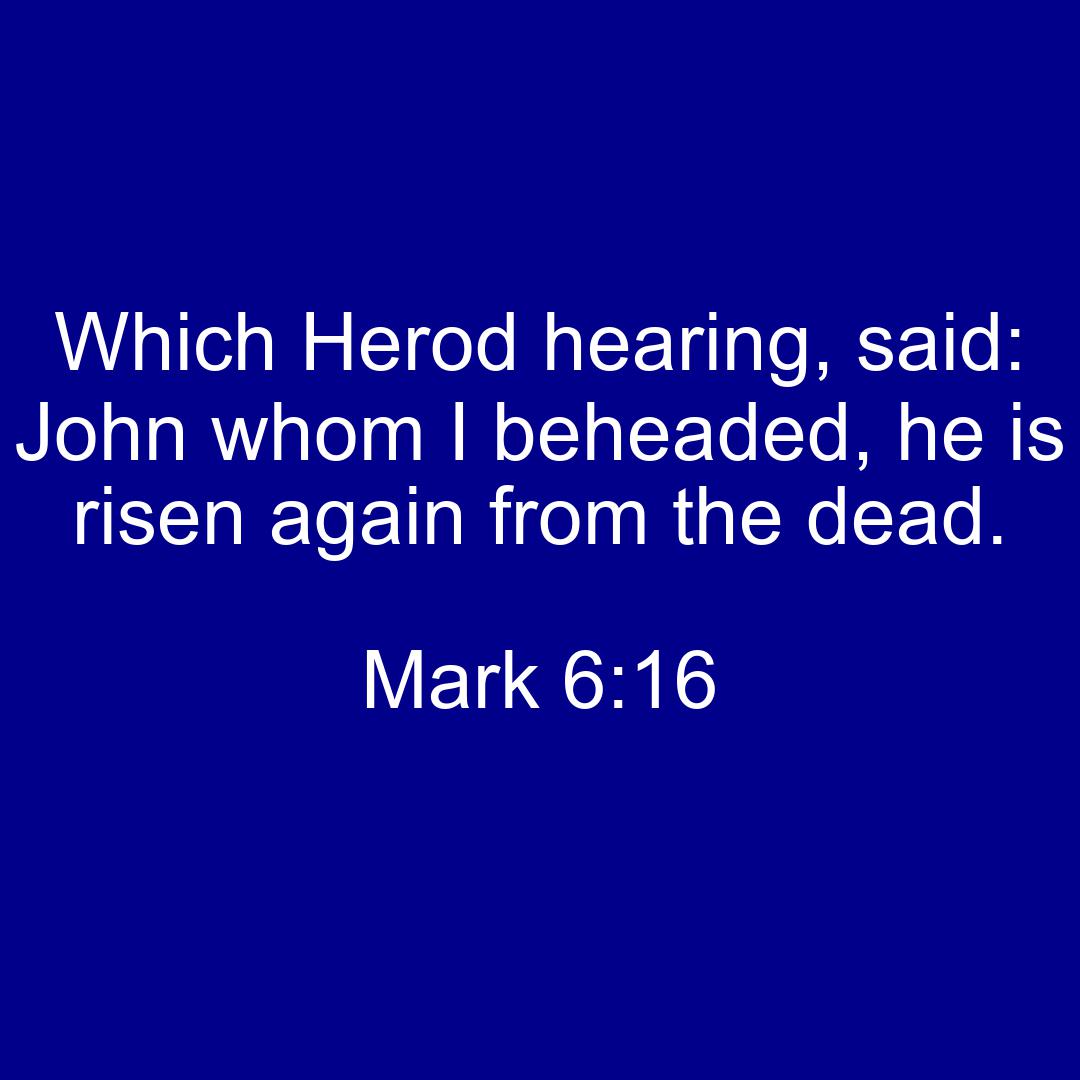 Which Herod hearing, said:
John whom I beheaded, he is
risen again from the dead.
Mark 6:16